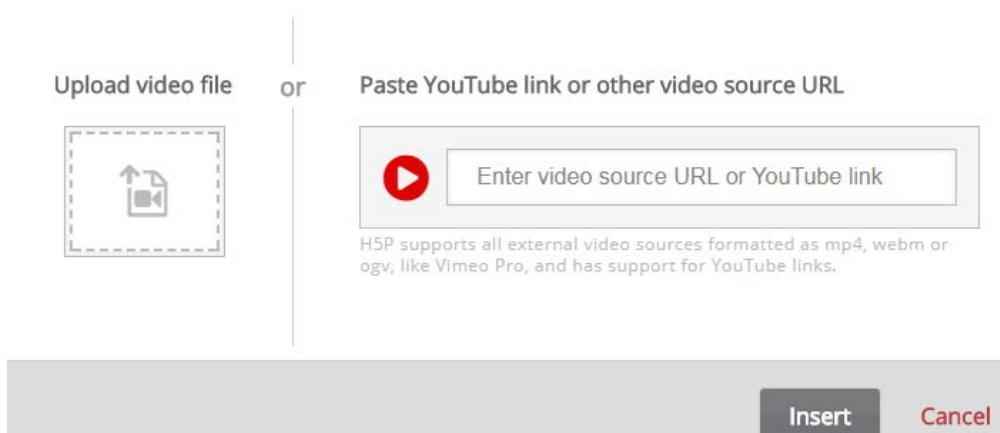 Upload video file
or
Paste YouTube link or other video source URL
Enter video source URL or YouTube link
H5P supports all external video sources formatted as mp4, webm or
ogv, like Vimeo Pro, and has support for YouTube links.
Insert
Cancel